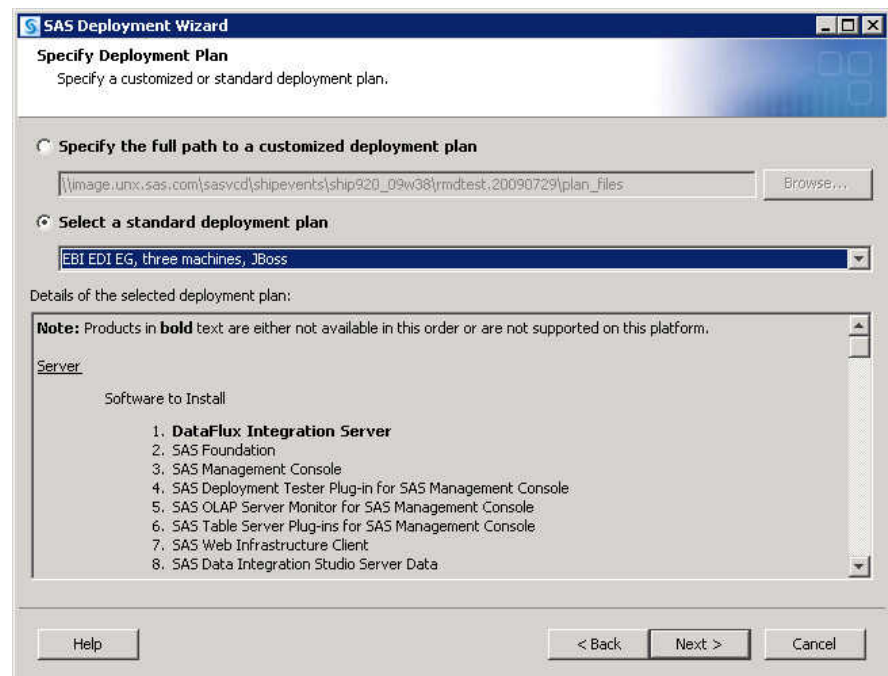 SAS Deployment Wizard
Specify Deployment Plan
Specify a customized or standard deployment plan.
Specify the full path to a customized deployment plan
\\image.unx.sas.com\sasvcd\shipevents\ship920_09w38\rmdtest.20090729\plan_files
Browse...
Select a standard deployment plan
EBI EDI EG, three machines, JBoss
Details of the selected deployment plan:
Note: Products in bold text are either not available in this order or are not supported on this platform.
Server
Software to Install
1. DataFlux Integration Server
2. SAS Foundation
3. SAS Management Console
4. SAS Deployment Tester Plug-in for SAS Management Console
5. SAS OLAP Server Monitor for SAS Management Console
6. SAS Table Server Plug-ins for SAS Management Console
7. SAS Web Infrastructure Client
8. SAS Data Integration Studio Server Data
Help
< Back
Next >
Cancel